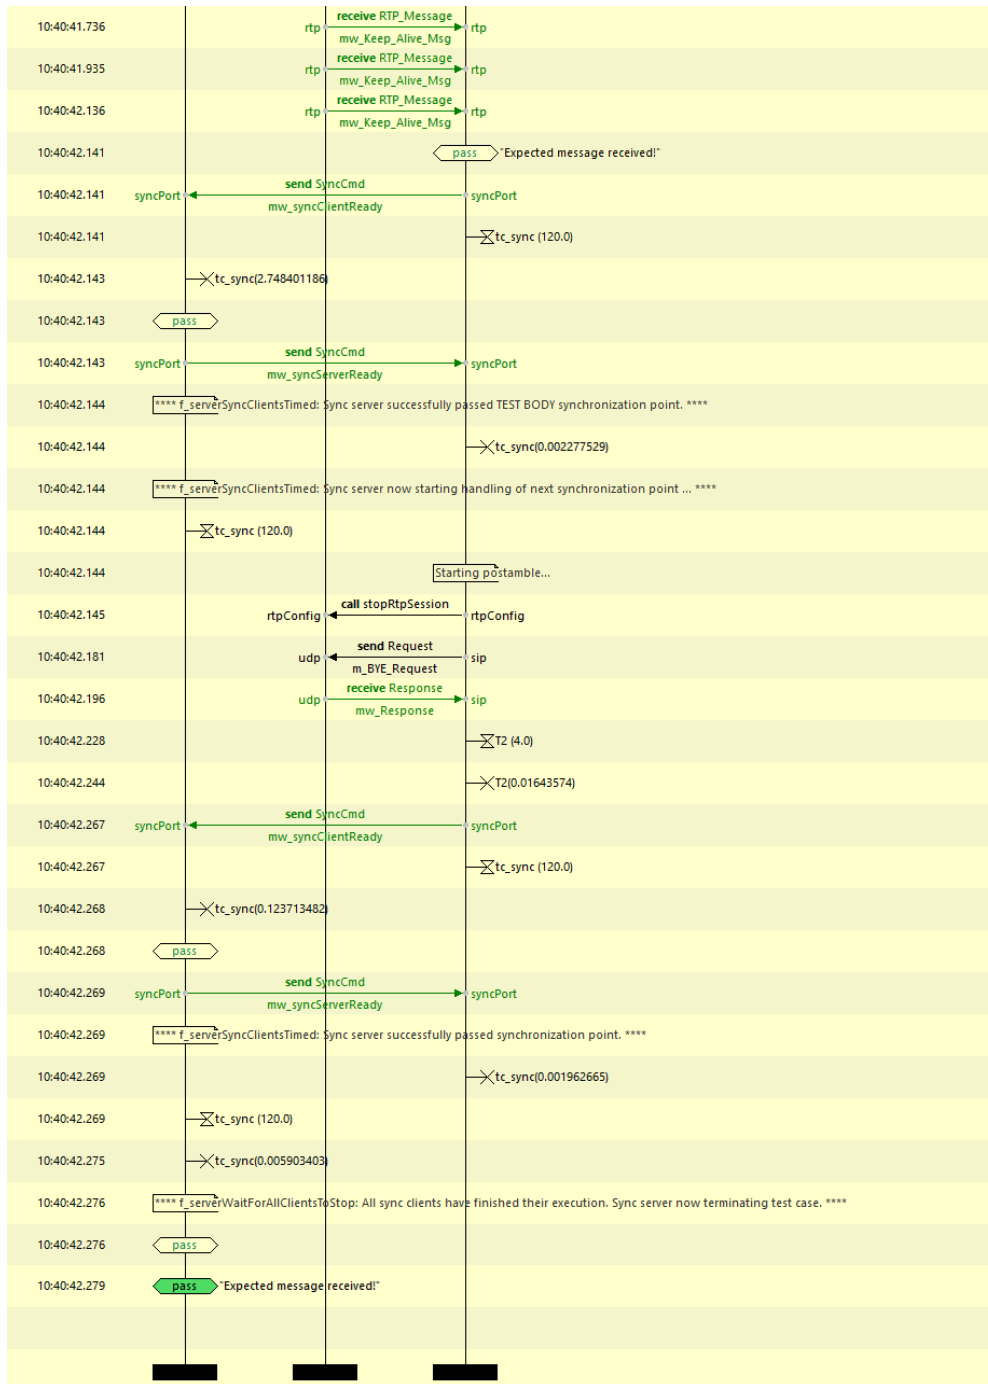 10:40:41.736 rtp receive RTP_Message rtp
mw_Keep_Alive_Msg
10:40:41.935 rtp receive RTP_Message rtp
mw_Keep_Alive_Msg
10:40:42.136 rtp receive RTP_Message rtp
mw_Keep_Alive_Msg
10:40:42.141 pass "Expected message received!"
10:40:42.141 syncPort send SyncCmd syncPort
mw_syncClientReady
10:40:42.141 tc_sync (120.0)
10:40:42.143 tc_sync(2.748401186)
10:40:42.143 pass
10:40:42.143 syncPort send SyncCmd syncPort
mw_syncServerReady
10:40:42.144 **** f_serverSyncClientsTimed: Sync server successfully passed TEST BODY synchronization point. ****
10:40:42.144 tc_sync(0.002277529)
10:40:42.144 **** f_serverSyncClientsTimed: Sync server now starting handling of next synchronization point ... ****
10:40:42.144 tc_sync (120.0)
10:40:42.144 Starting postamble...
10:40:42.145 rtpConfig call stopRtpSession rtpConfig
10:40:42.181 udp send Request sip
m_BYE_Request
10:40:42.196 udp receive Response sip
mw_Response
10:40:42.228 T2 (4.0)
10:40:42.244 T2(0.01643574)
10:40:42.267 syncPort send SyncCmd syncPort
mw_syncClientReady
10:40:42.267 tc_sync (120.0)
10:40:42.268 tc_sync(0.123713482)
10:40:42.268 pass
10:40:42.269 syncPort send SyncCmd syncPort
mw_syncServerReady
10:40:42.269 **** f_serverSyncClientsTimed: Sync server successfully passed synchronization point. ****
10:40:42.269 tc_sync(0.001962665)
10:40:42.269 tc_sync (120.0)
10:40:42.275 tc_sync(0.005903403)
10:40:42.276 **** f_serverWaitForAllClientsToStop: All sync clients have finished their execution. Sync server now terminating test case. ****
10:40:42.276 pass
10:40:42.279 pass "Expected message received!"